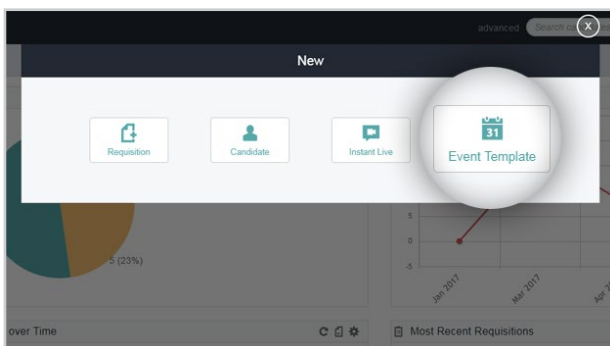 advanced
X
New
Requisition
Candidate
Instant Live
31
Event Template
5 (23%)
5
0
-5
Jan 2017
Mar 2017
over Time
Most Recent Requisitions